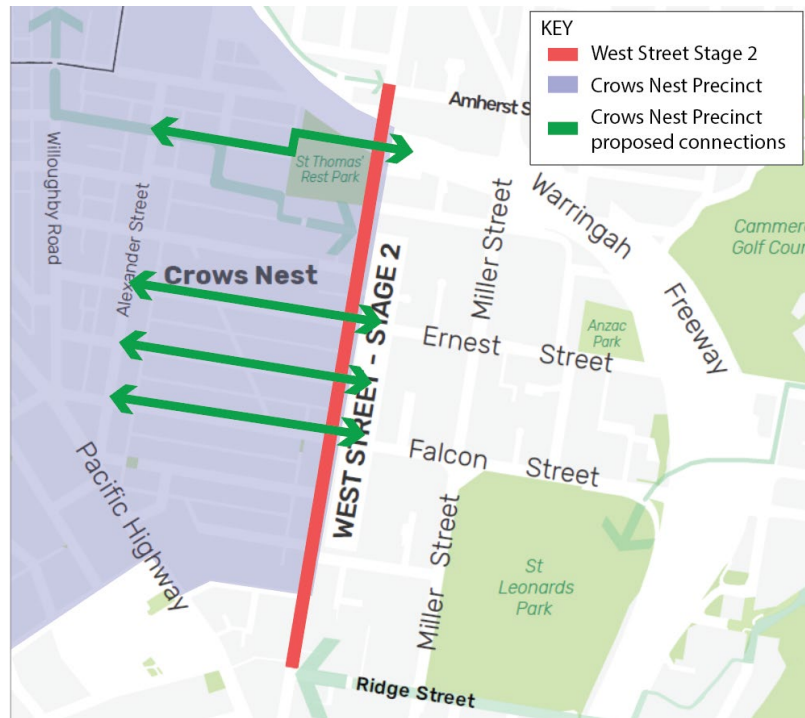 KEY
West Street Stage 2
Crows Nest Precinct
Crows Nest Precinct
proposed connections
Amherst S
Willoughby Road
St Thomas'
Rest Park
Alexander Street
Warringah
Freeway
Cammer
Golf Cour
Miller Street
Crows Nest
WEST STREET - STAGE 2
Anzac
Park
Ernest Street
Falcon Street
Pacific Highway
Miller Street
St
Leonards
Park
Ridge Street